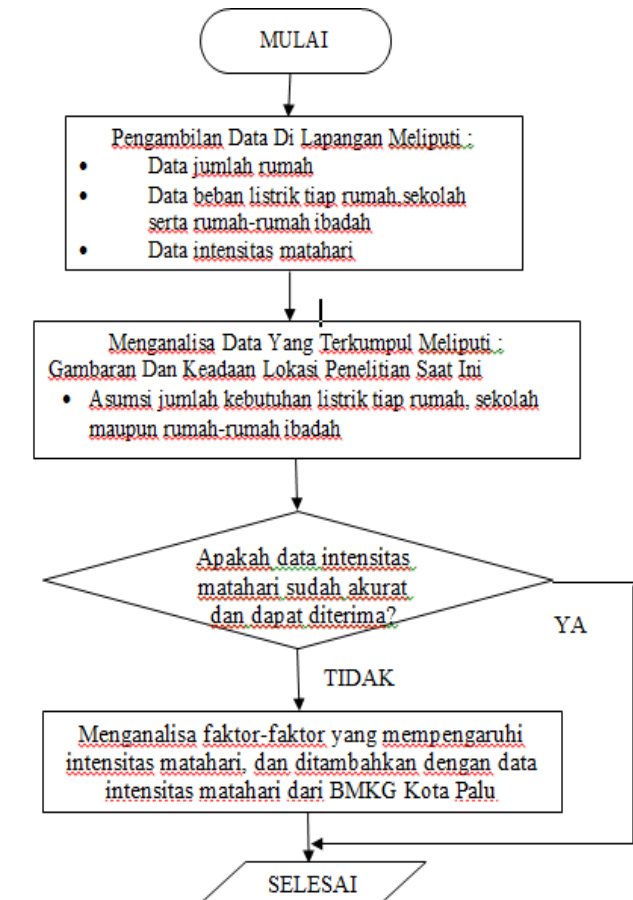 MULAI
Pengambilan Data Di Lapangan Meliputi :
• Data jumlah rumah
• Data beban listrik tiap rumah,sekolah
serta rumah-rumah ibadah
• Data intensitas matahari
Menganalisa Data Yang Terkumpul Meliputi :
Gambaran Dan Keadaan Lokasi Penelitian Saat Ini
• Asumsi jumlah kebutuhan listrik tiap rumah, sekolah
maupun rumah-rumah ibadah
Apakah data intensitas
matahari sudah akurat
dan dapat diterima?
YA
TIDAK
Menganalisa faktor-faktor yang mempengaruhi
intensitas matahari, dan ditambahkan dengan data
intensitas matahari dari BMKG Kota Palu
SELESAI